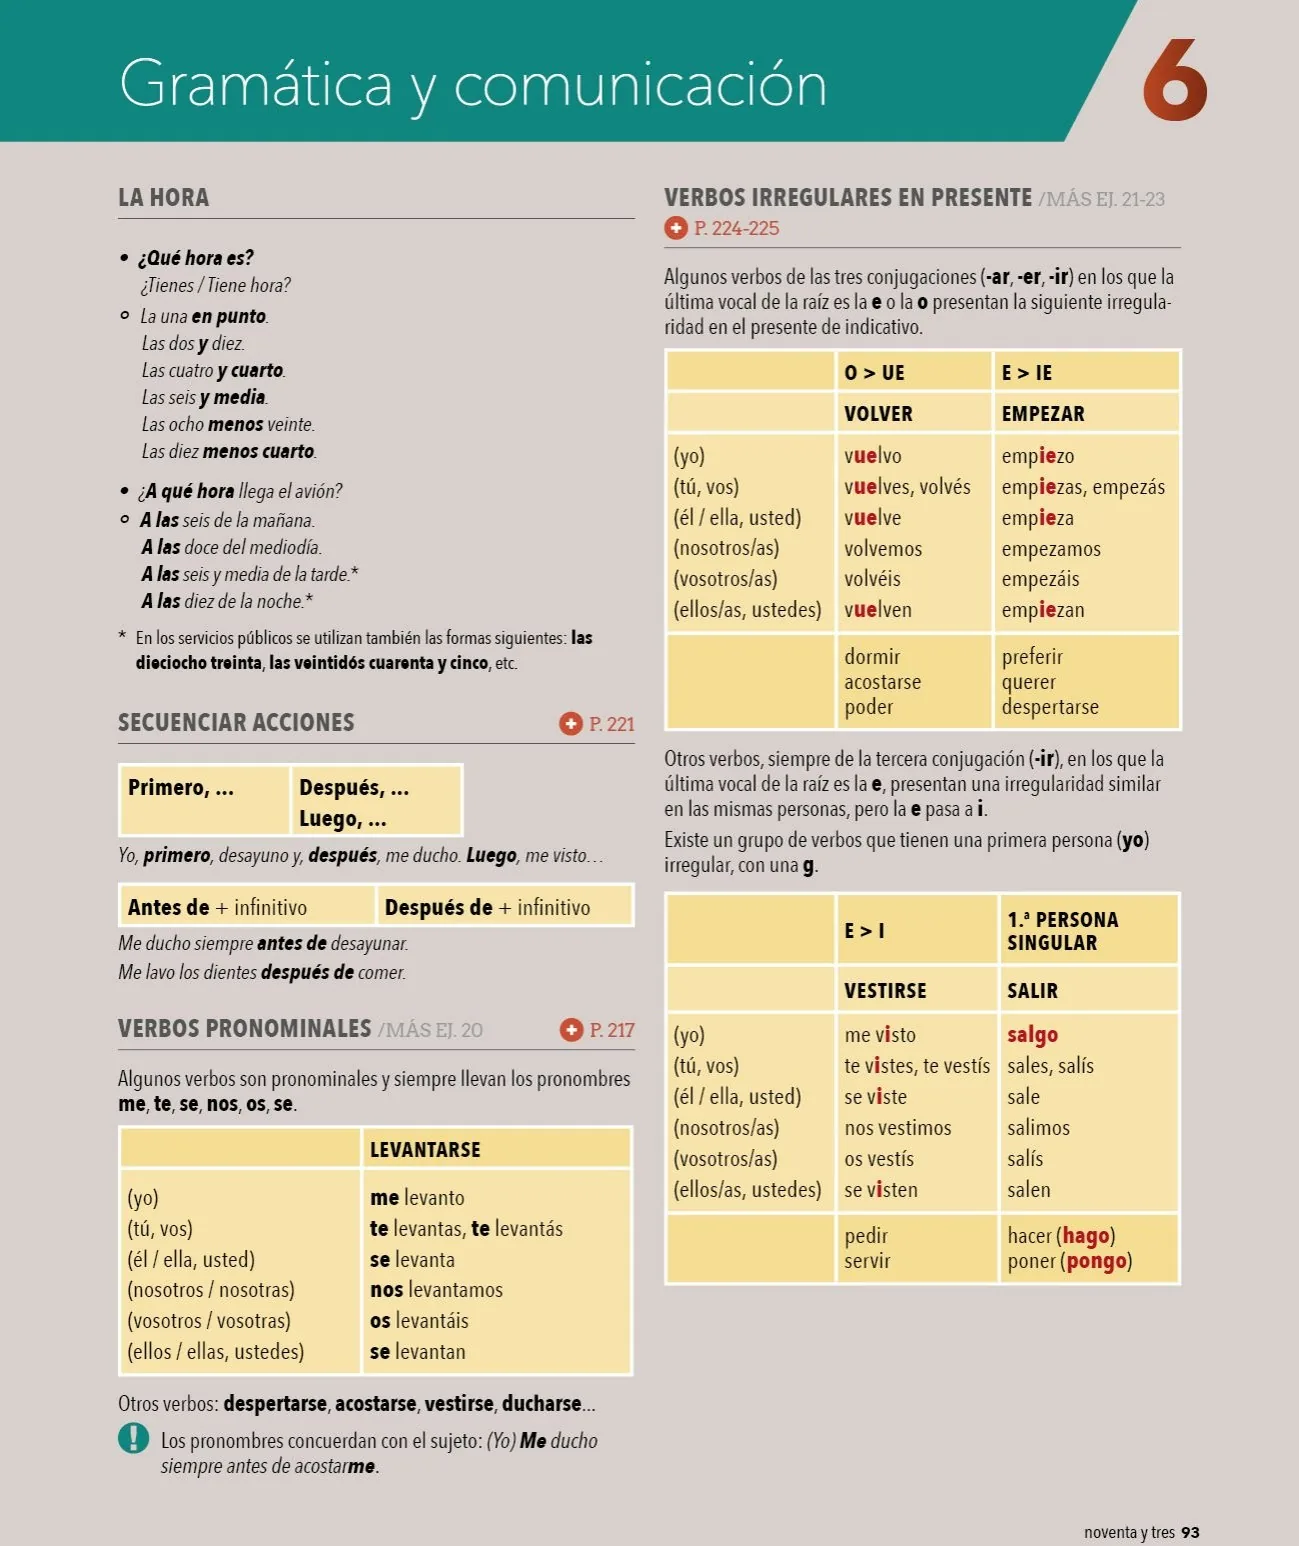 Gramática y comunicación
6
LA HORA
• ¿Qué hora es?
¿Tienes / Tiene hora?
○ La una en punto.
Las dos y diez.
Las cuatro y cuarto.
Las seis y media.
Las ocho menos veinte.
Las diez menos cuarto.
• ¿A qué hora llega el avión?
○ A las seis de la mañana.
A las doce del mediodía.
A las seis y media de la tarde.*
A las diez de la noche.*
* En los servicios públicos se utilizan también las formas siguientes: las
dieciocho treinta, las veintidós cuarenta y cinco, etc.
SECUENCIAR ACCIONES + P. 221
Primero, ... Después, ...
Luego, ...
Yo, primero, desayuno y, después, me ducho. Luego, me visto…
Antes de + infinitivo Después de + infinitivo
Me ducho siempre antes de desayunar.
Me lavo los dientes después de comer.
VERBOS PRONOMINALES /MÁS EJ. 20 + P. 217
Algunos verbos son pronominales y siempre llevan los pronombres
me, te, se, nos, os, se.
LEVANTARSE
(yo) me levanto
(tú, vos) te levantas, te levantás
(él / ella, usted) se levanta
(nosotros / nosotras) nos levantamos
(vosotros / vosotras) os levantáis
(ellos / ellas, ustedes) se levantan
Otros verbos: despertarse, acostarse, vestirse, ducharse...
! Los pronombres concuerdan con el sujeto: (Yo) Me ducho
siempre antes de acostarme.
VERBOS IRREGULARES EN PRESENTE /MÁS EJ. 21-23
+ P. 224-225
Algunos verbos de las tres conjugaciones (-ar, -er, -ir) en los que la
última vocal de la raíz es la e o la o presentan la siguiente irregula-
ridad en el presente de indicativo.
O > UE E > IE
VOLVER EMPEZAR
(yo) vuelvo empiezo
(tú, vos) vuelves, volvés empiezas, empezás
(él / ella, usted) vuelve empieza
(nosotros/as) volvemos empezamos
(vosotros/as) volvéis empezáis
(ellos/as, ustedes) vuelven empiezan
dormir preferir
acostarse querer
poder despertarse
Otros verbos, siempre de la tercera conjugación (-ir), en los que la
última vocal de la raíz es la e, presentan una irregularidad similar
en las mismas personas, pero la e pasa a i.
Existe un grupo de verbos que tienen una primera persona (yo)
irregular, con una g.
E > I 1.ª PERSONA
SINGULAR
VESTIRSE SALIR
(yo) me visto salgo
(tú, vos) te vistes, te vestís sales, salís
(él / ella, usted) se viste sale
(nosotros/as) nos vestimos salimos
(vosotros/as) os vestís salís
(ellos/as, ustedes) se visten salen
pedir hacer (hago)
servir poner (pongo)
noventa y tres 93